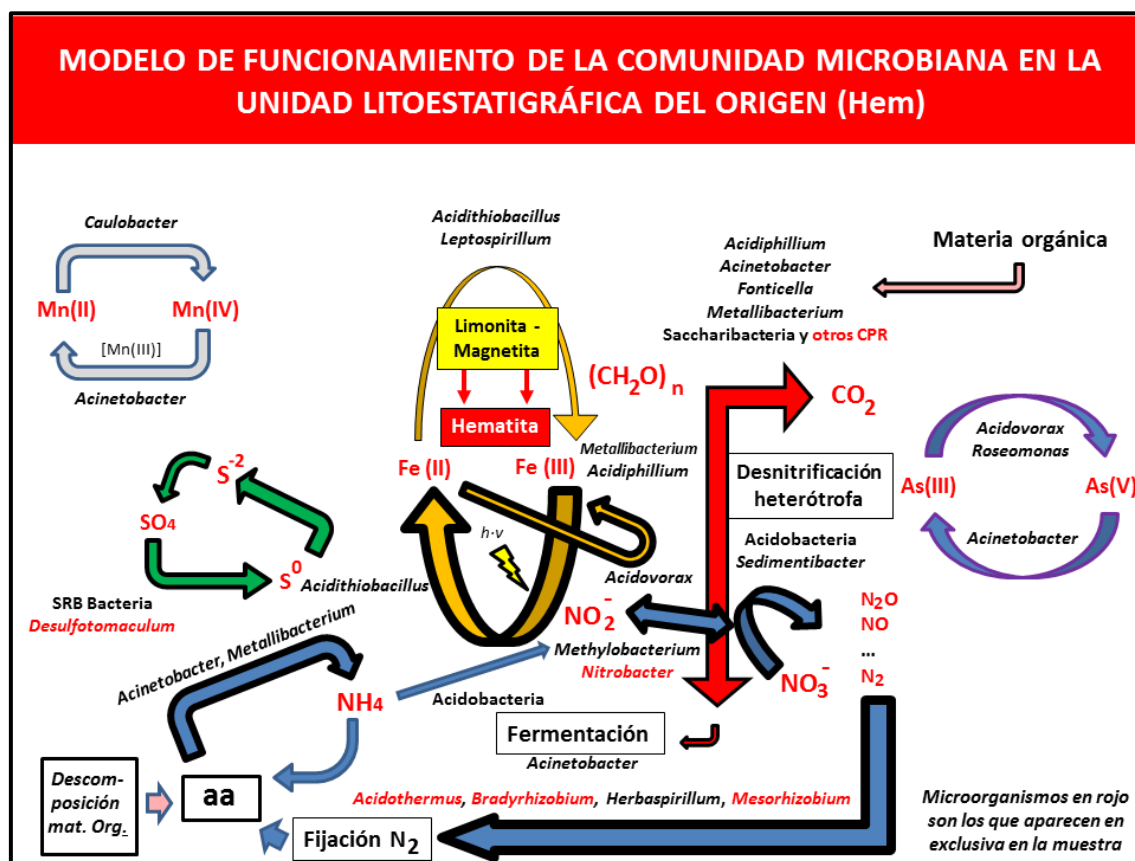 MODELO DE FUNCIONAMIENTO DE LA COMUNIDAD MICROBIANA EN LA
UNIDAD LITOESTATIGRÁFICA DEL ORIGEN (Hem)
Caulobacter
Mn(II)
Mn(IV)
[Mn(III)]
Acinetobacter
Acidithiobacillus
Leptospirillum
Limonita -
Magnetita
Hematita
Fe (II)
Fe (III)
(CH2O) n
Metallibacterium
Acidiphillium
Acidiphillium
Acinetobacter
Fonticella
Metallibacterium
Saccharibacteria y otros CPR
Materia orgánica
CO2
Desnitrificación
heterótrofa
Acidobacteria
Sedimentibacter
Acidovorax
Roseomonas
As(III)
As(V)
Acinetobacter
S-2
SO4
S0
Acidithiobacillus
SRB Bacteria
Desulfotomaculum
h·v
Acidovorax
NO2-
Methylobacterium
Nitrobacter
NO3-
N2O
NO
...
N2
Acinetobacter, Metallibacterium
NH4
Acidobacteria
Fermentación
Acinetobacter
Descom-
posición
mat. Org.
aa
Acidothermus, Bradyrhizobium, Herbaspirillum, Mesorhizobium
Fijación N2
Microorganismos en rojo
son los que aparecen en
exclusiva en la muestra